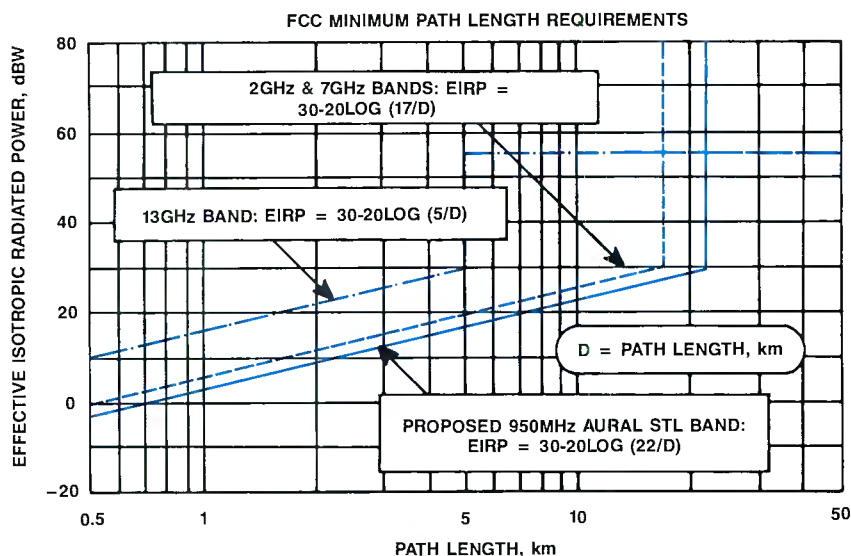 FCC MINIMUM PATH LENGTH REQUIREMENTS
EFFECTIVE ISOTROPIC RADIATED POWER, dBW
80
60
40
20
0
−20
2GHz & 7GHz BANDS: EIRP =
30-20LOG (17/D)
13GHz BAND: EIRP = 30-20LOG (5/D)
D = PATH LENGTH, km
PROPOSED 950MHz AURAL STL BAND:
EIRP = 30-20LOG (22/D)
0.5 1 5 10 50
PATH LENGTH, km